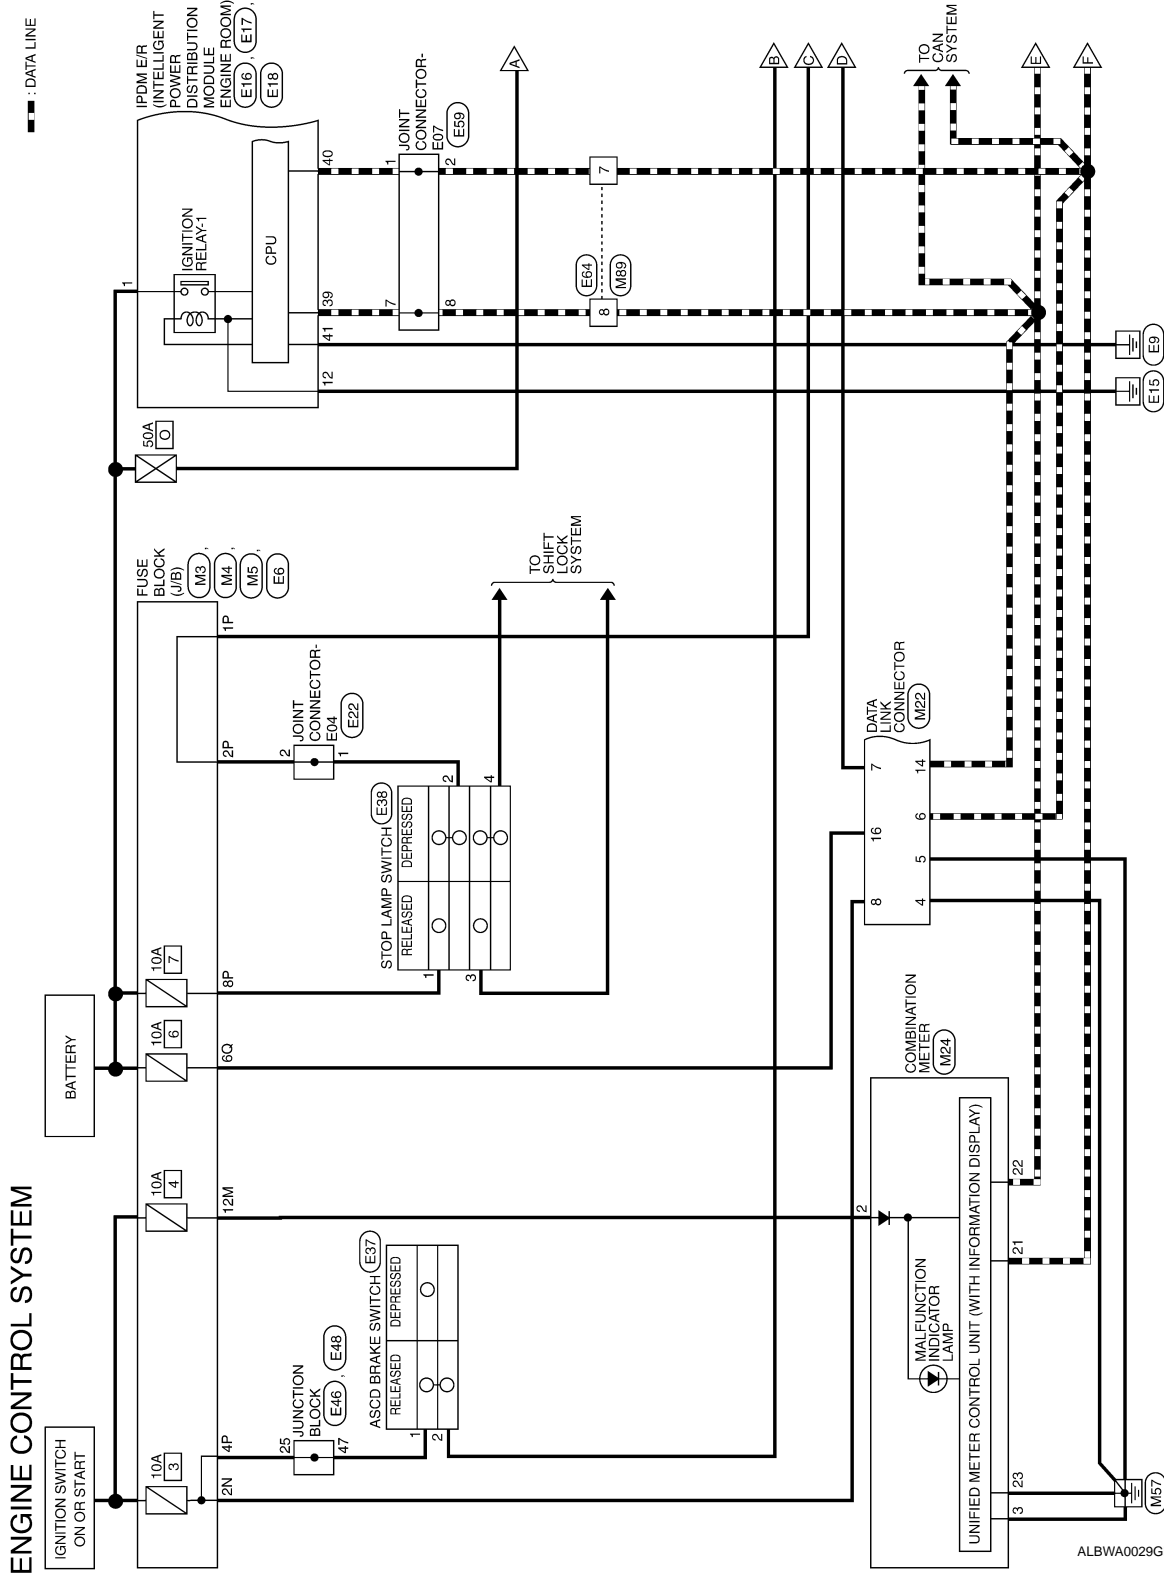 ENGINE CONTROL SYSTEM
: DATA LINE
IGNITION SWITCH
ON OR START
BATTERY
10A
3
10A
4
10A
6
10A
7
50A
O
FUSE
BLOCK
(J/B)
M3 ,
M4 ,
M5 ,
E6
IPDM E/R
(INTELLIGENT
POWER
DISTRIBUTION
MODULE
ENGINE ROOM)
E16 , E17 ,
E18
1
IGNITION
RELAY-1
CPU
2N
4P
12M
6Q
8P
2P
1P
12
41
39
40
25
47
JUNCTION
BLOCK
E46 , E48
2
1
JOINT
CONNECTOR-
E04
E22
7
8
1
2
JOINT
CONNECTOR-
E07
E59
ASCD BRAKE SWITCH
E37
RELEASED
DEPRESSED
1
2
STOP LAMP SWITCH
E38
RELEASED
DEPRESSED
1
3
2
4
TO
SHIFT
LOCK
SYSTEM
A
8
7
E64
M89
B
C
D
TO
CAN
SYSTEM
E
F
DATA
LINK
CONNECTOR
M22
8
16
7
4
5
6
14
COMBINATION
METER
M24
2
MALFUNCTION
INDICATOR
LAMP
UNIFIED METER CONTROL UNIT (WITH INFORMATION DISPLAY)
3
23
21
22
M57
E15
E9
ALBWA0029G